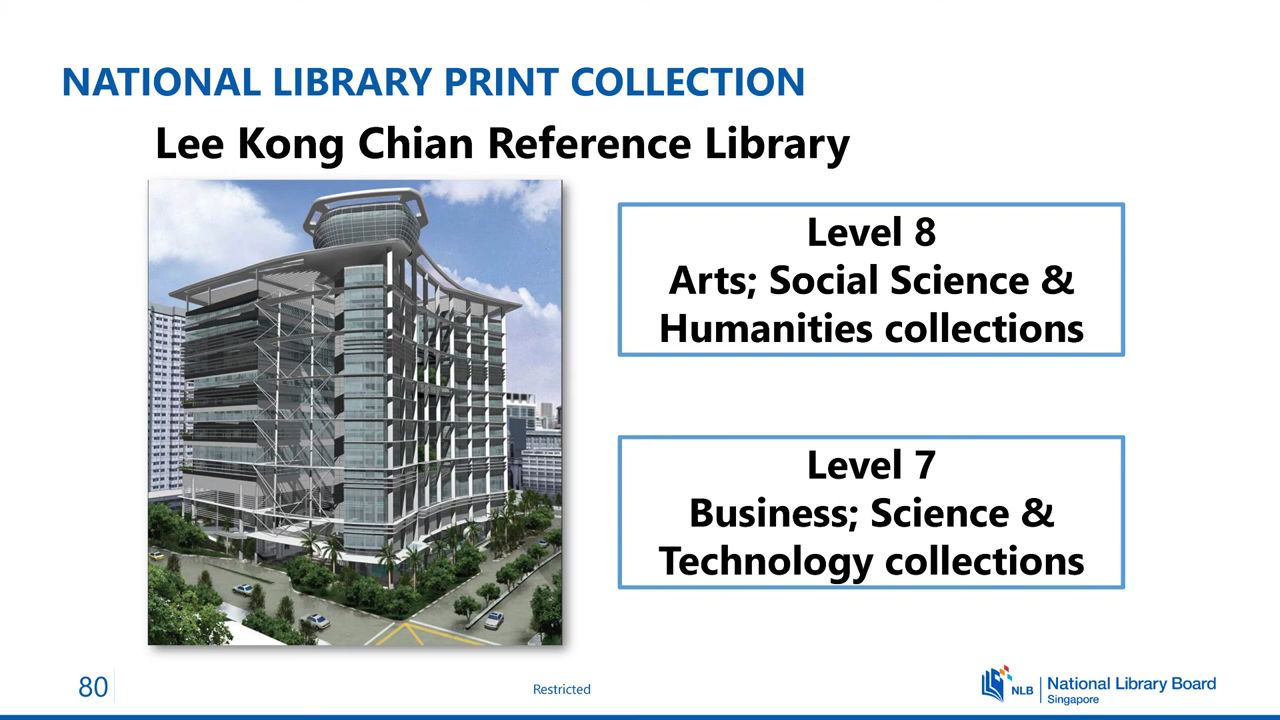 NATIONAL LIBRARY PRINT COLLECTION
Lee Kong Chian Reference Library
Level 8
Arts; Social Science &
Humanities collections
Level 7
Business; Science &
Technology collections
80
Restricted
NLB
National Library Board
Singapore